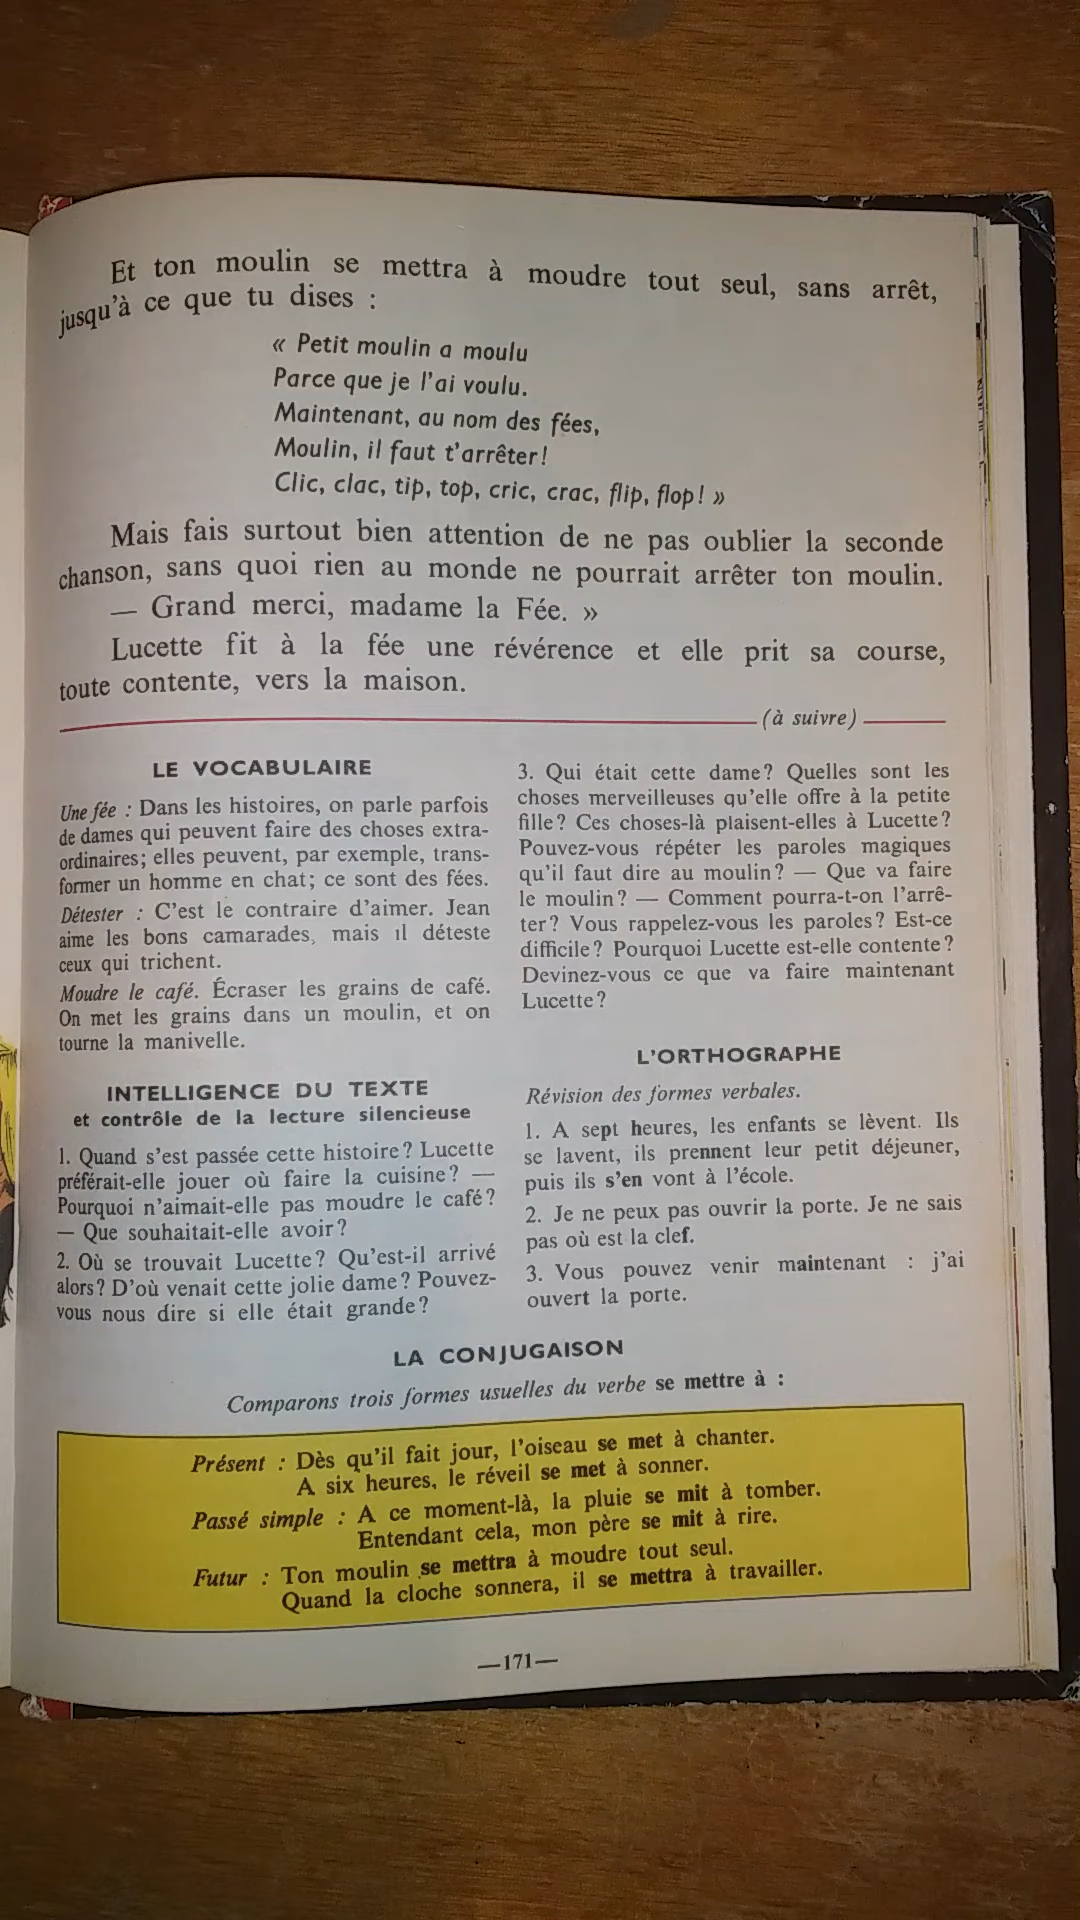 Et ton moulin se mettra à moudre tout seul, sans arrêt,
jusqu'à ce que tu dises :
« Petit moulin a moulu
Parce que je l'ai voulu.
Maintenant, au nom des fées,
Moulin, il faut t'arrêter!
Clic, clac, tip, top, cric, crac, flip, flop! »
Mais fais surtout bien attention de ne pas oublier la seconde
chanson, sans quoi rien au monde ne pourrait arrêter ton moulin.
— Grand merci, madame la Fée. »
Lucette fit à la fée une révérence et elle prit sa course,
toute contente, vers la maison.
(à suivre)
LE VOCABULAIRE
Une fée : Dans les histoires, on parle parfois
de dames qui peuvent faire des choses extra-
ordinaires; elles peuvent, par exemple, trans-
former un homme en chat; ce sont des fées.
Détester : C'est le contraire d'aimer. Jean
aime les bons camarades, mais il déteste
ceux qui trichent.
Moudre le café. Écraser les grains de café.
On met les grains dans un moulin, et on
tourne la manivelle.
INTELLIGENCE DU TEXTE
et contrôle de la lecture silencieuse
1. Quand s'est passée cette histoire? Lucette
préférait-elle jouer où faire la cuisine? —
Pourquoi n'aimait-elle pas moudre le café?
— Que souhaitait-elle avoir?
2. Où se trouvait Lucette? Qu'est-il arrivé
alors? D'où venait cette jolie dame? Pouvez-
vous nous dire si elle était grande?
3. Qui était cette dame? Quelles sont les
choses merveilleuses qu'elle offre à la petite
fille? Ces choses-là plaisent-elles à Lucette?
Pouvez-vous répéter les paroles magiques
qu'il faut dire au moulin? — Que va faire
le moulin? — Comment pourra-t-on l'arrê-
ter? Vous rappelez-vous les paroles? Est-ce
difficile? Pourquoi Lucette est-elle contente?
Devinez-vous ce que va faire maintenant
Lucette?
L'ORTHOGRAPHE
Révision des formes verbales.
1. A sept heures, les enfants se lèvent. Ils
se lavent, ils prennent leur petit déjeuner,
puis ils s'en vont à l'école.
2. Je ne peux pas ouvrir la porte. Je ne sais
pas où est la clef.
3. Vous pouvez venir maintenant : j'ai
ouvert la porte.
LA CONJUGAISON
Comparons trois formes usuelles du verbe se mettre à :
Présent : Dès qu'il fait jour, l'oiseau se met à chanter.
A six heures, le réveil se met à sonner.
Passé simple : A ce moment-là, la pluie se mit à tomber.
Entendant cela, mon père se mit à rire.
Futur : Ton moulin se mettra à moudre tout seul.
Quand la cloche sonnera, il se mettra à travailler.
—171—